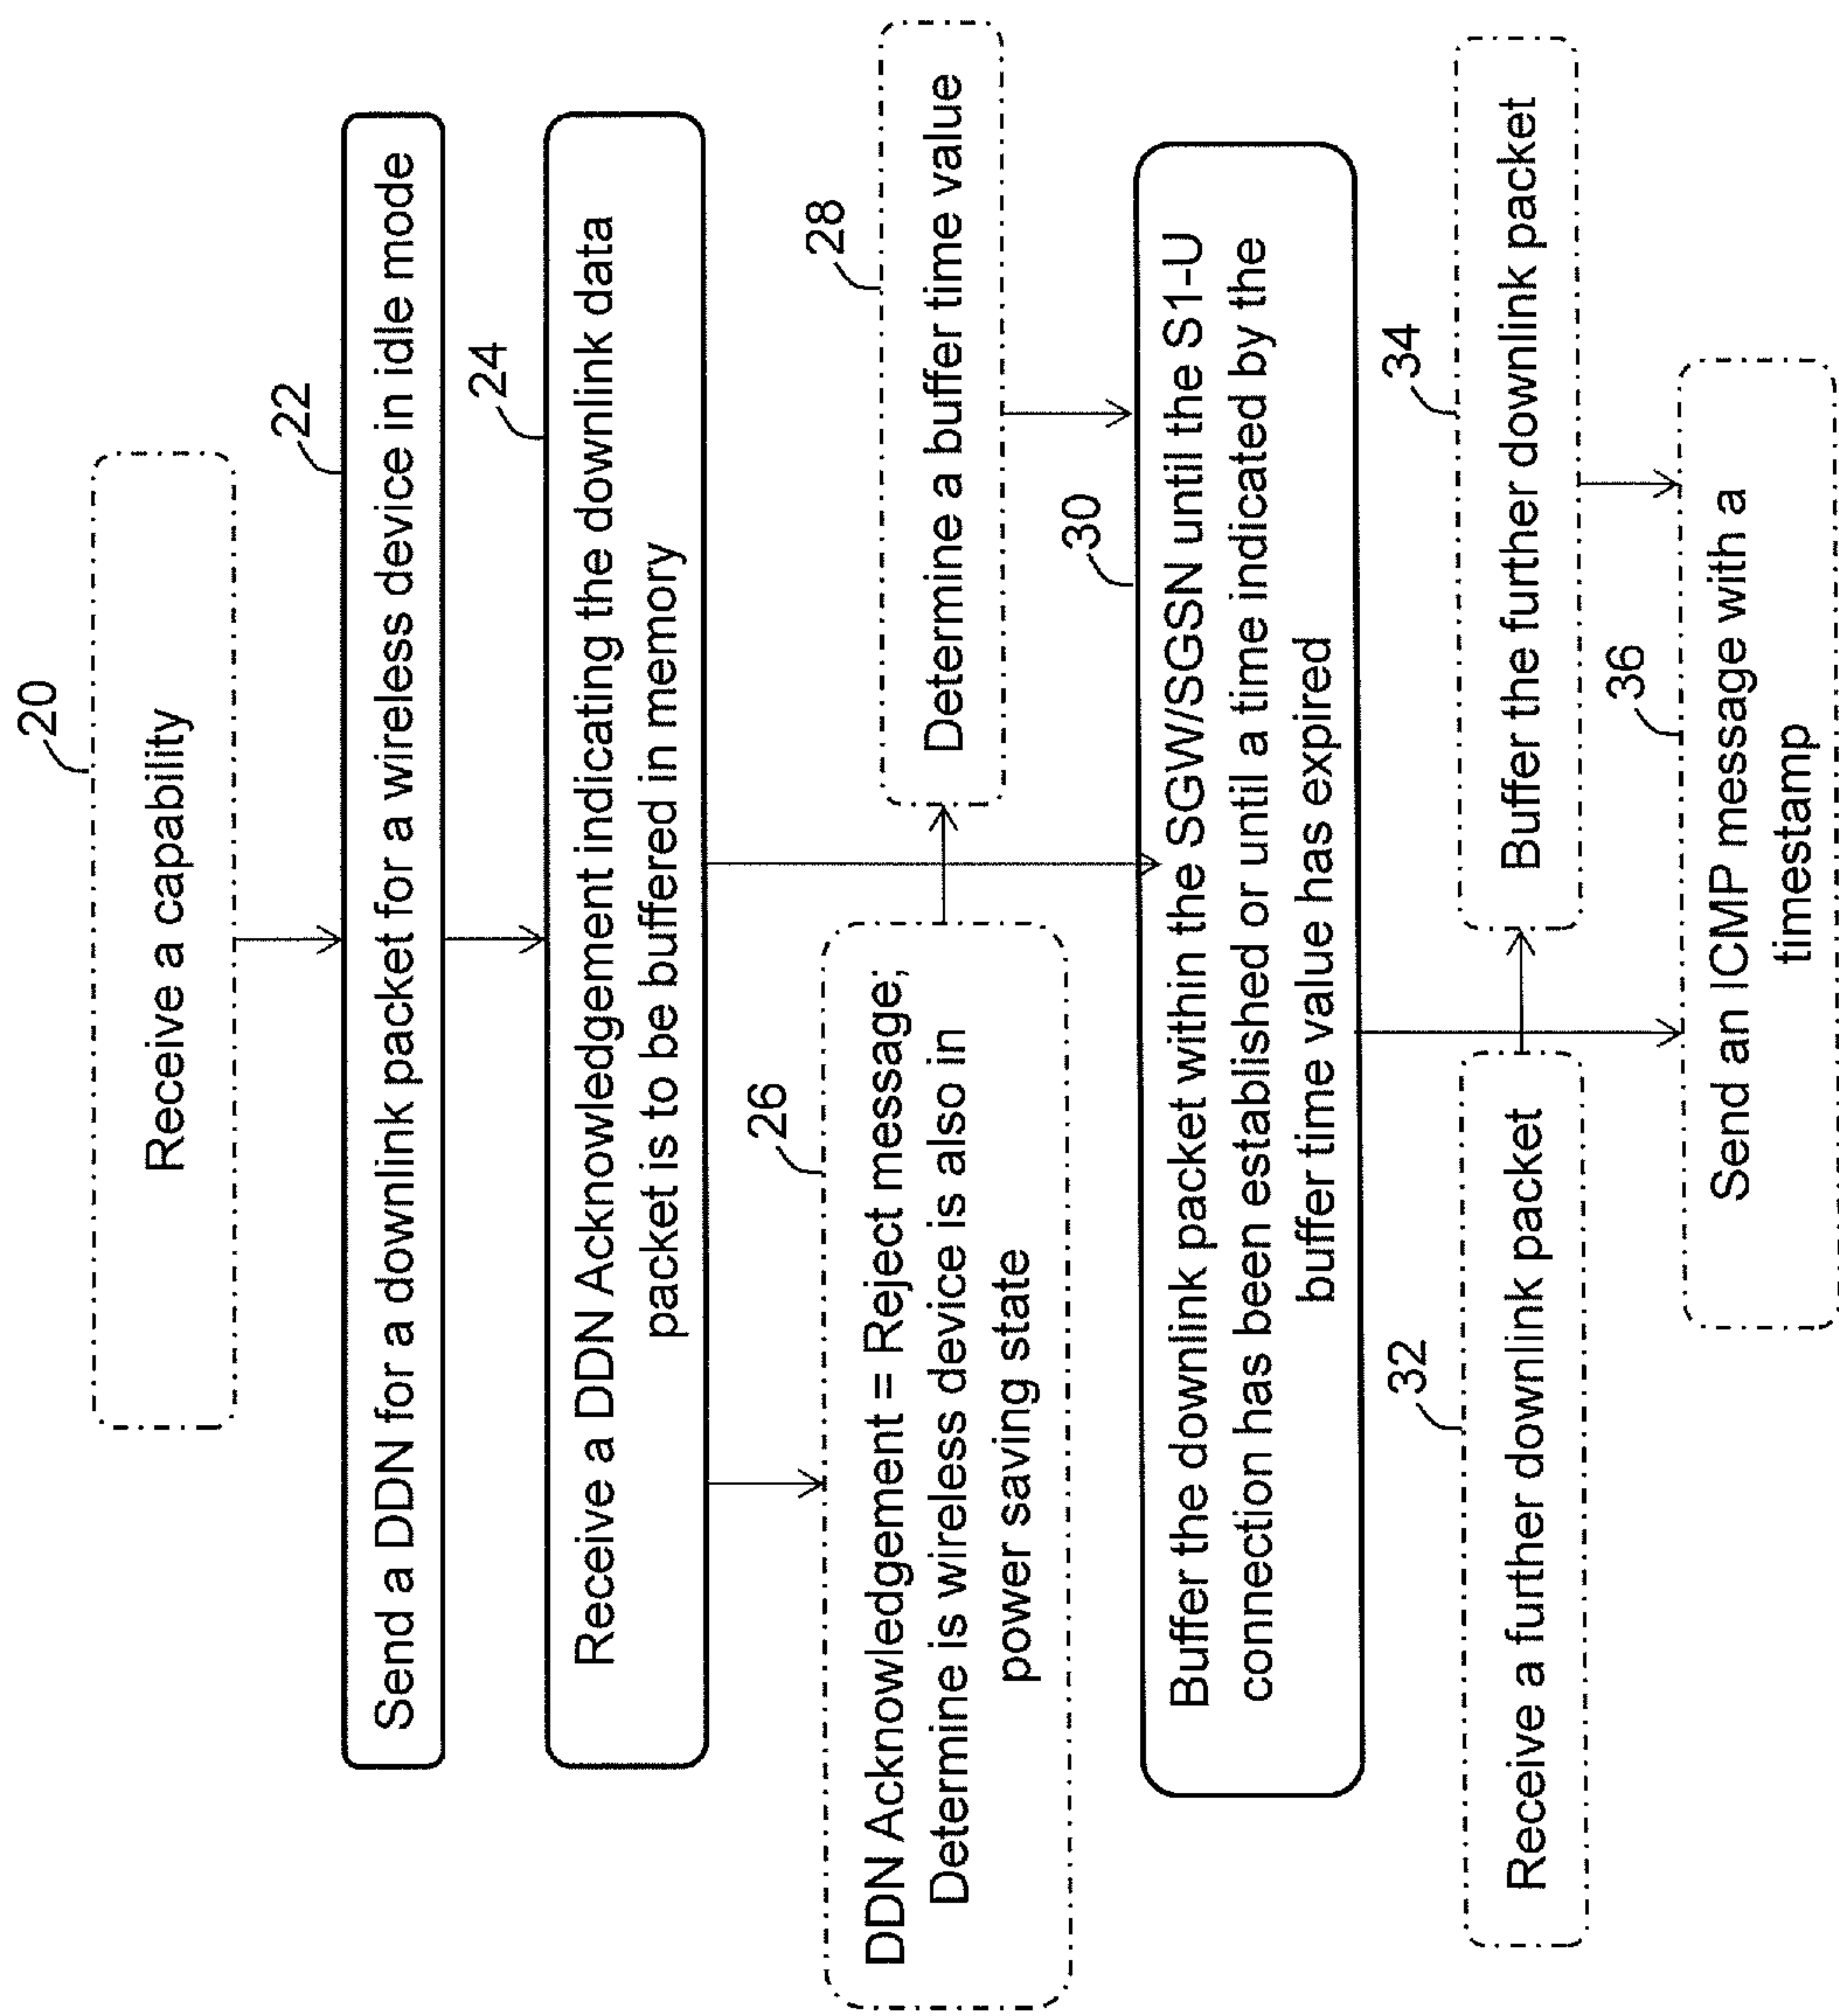 20
Receive a capability
22
Send a DDN for a downlink packet for a wireless device in idle mode
24
Receive a DDN Acknowledgement indicating the downlink data
packet is to be buffered in memory
26
DDN Acknowledgement = Reject message;
Determine is wireless device is also in
power saving state
28
Determine a buffer time value
30
Buffer the downlink packet within the SGW/SGSN until the S1-U
connection has been established or until a time indicated by the
buffer time value has expired
32
Receive a further downlink packet
34
Buffer the further downlink packet
36
Send an ICMP message with a
timestamp